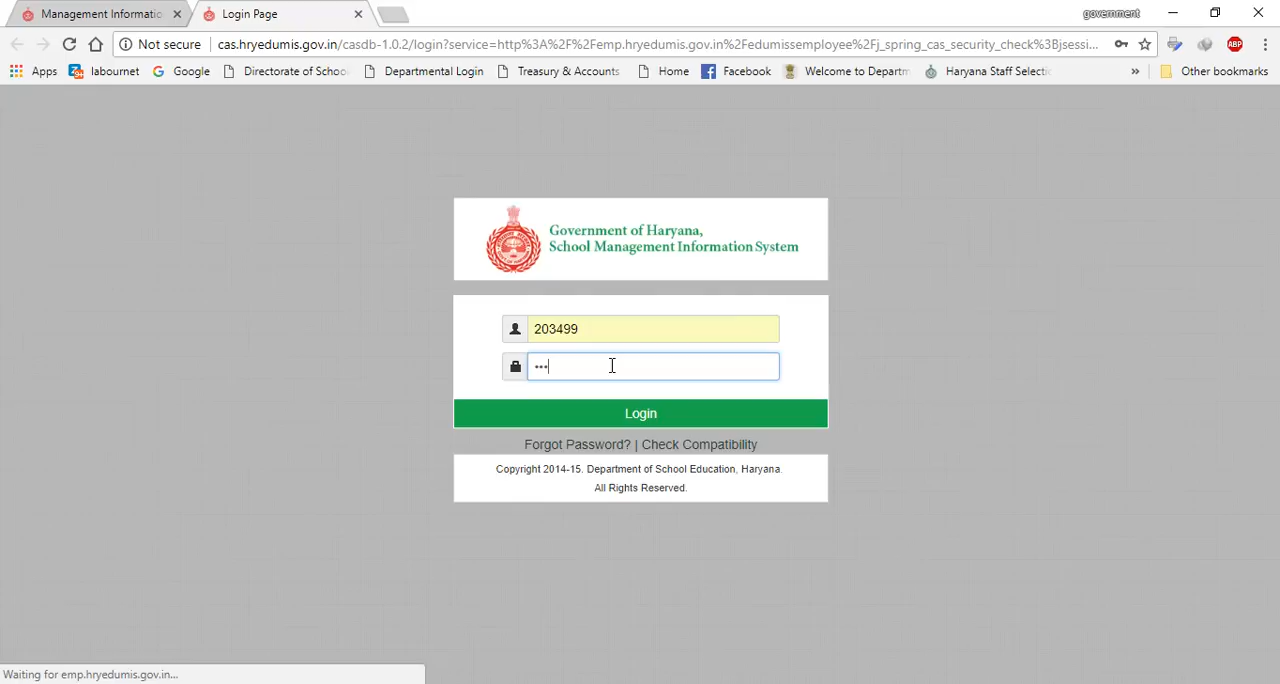 Management Informatio
Login Page
government
Not secure
cas.hryedumis.gov.in/casdb-1.0.2/login?service=http%3A%2F%2Femp.hryedumis.gov.in%2Fedumissemployee%2Fj_spring_cas_security_check%3Bjsessi...
ABP
Apps
labournet
Google
Directorate of Schoo
Departmental Login
Treasury & Accounts
Home
Facebook
Welcome to Departm
Haryana Staff Selectio
»
Other bookmarks
Government of Haryana,
School Management Information System
203499
•••
Login
Forgot Password? | Check Compatibility
Copyright 2014-15. Department of School Education, Haryana.
All Rights Reserved.
Waiting for emp.hryedumis.gov.in...